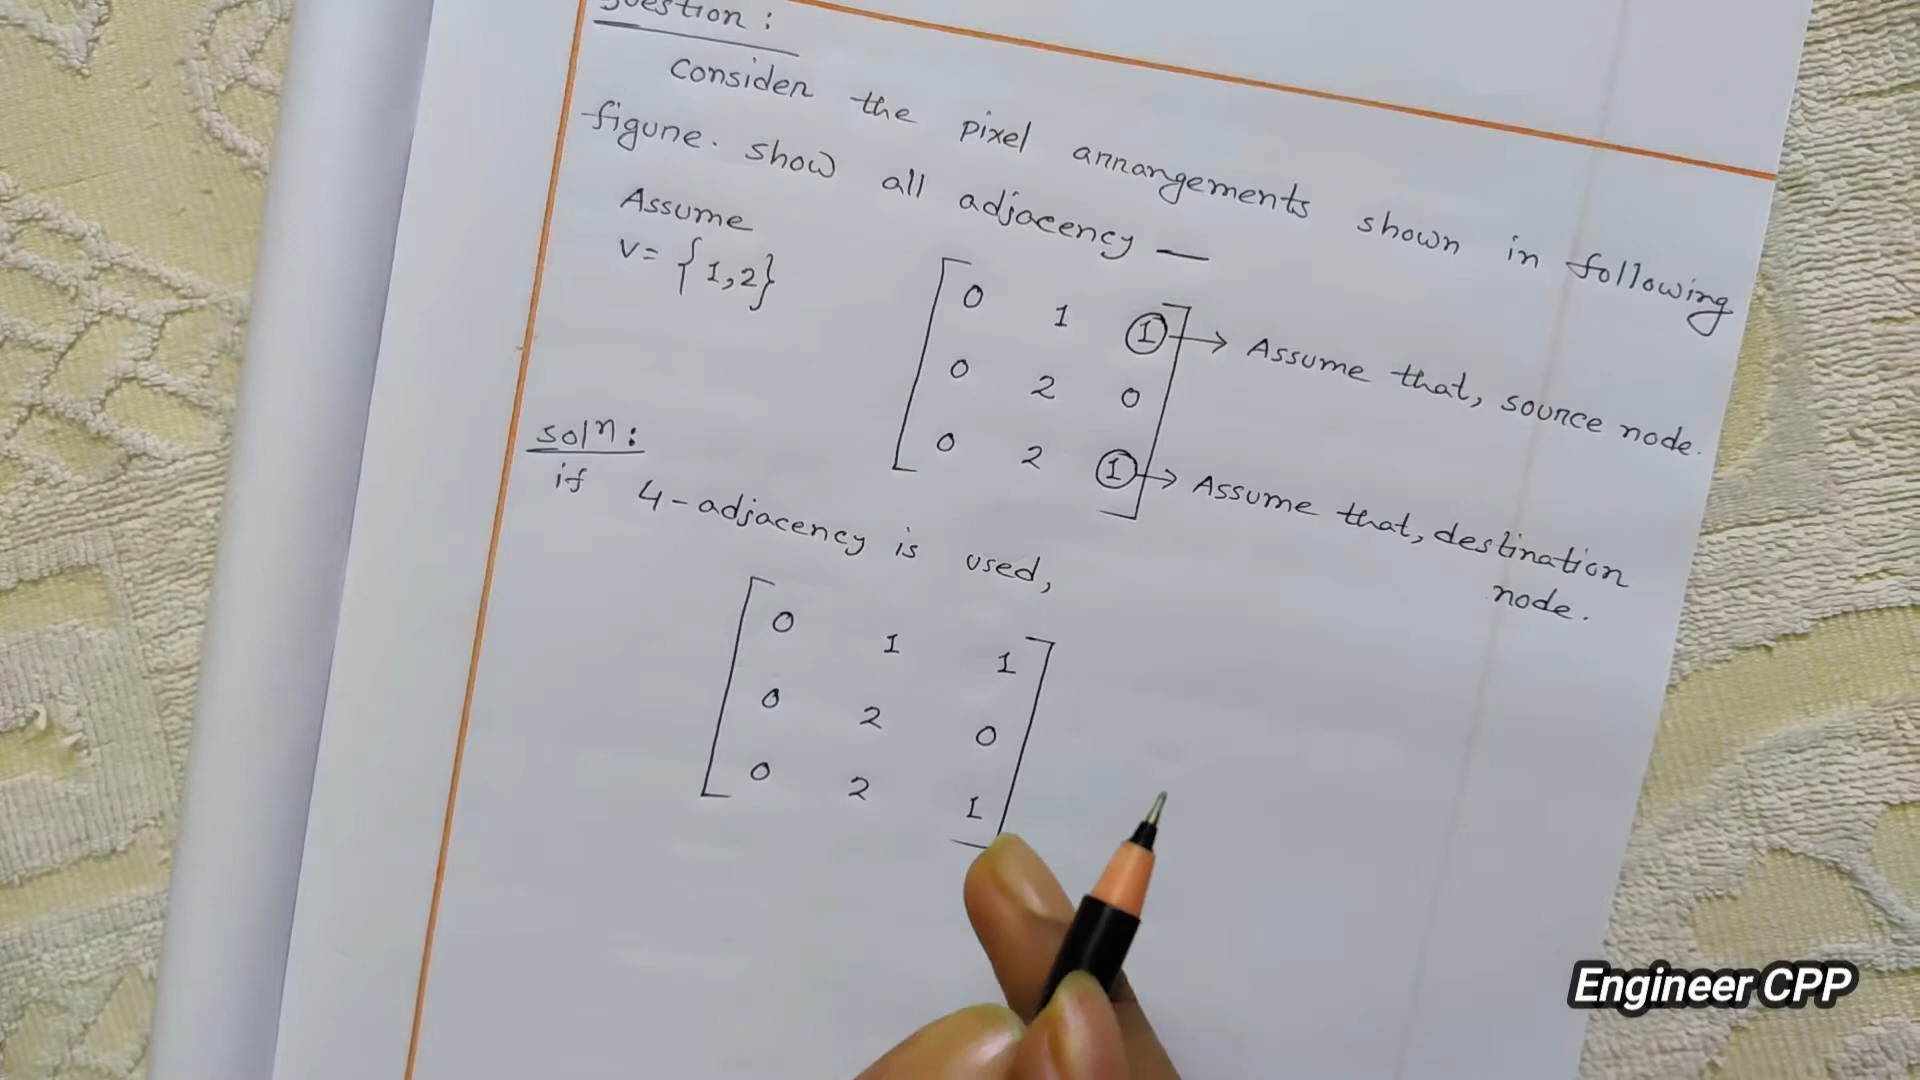 Question :
Consider the pixel arrangements shown in following
figure. show all adjacency —
Assume
V = {1,2}
0 1 1 → Assume that, source node.
0 2 0
0 2 1 → Assume that, destination
node.
solⁿ:
if 4-adjacency is used,
0 1 1
0 2 0
0 2 1
Engineer CPP